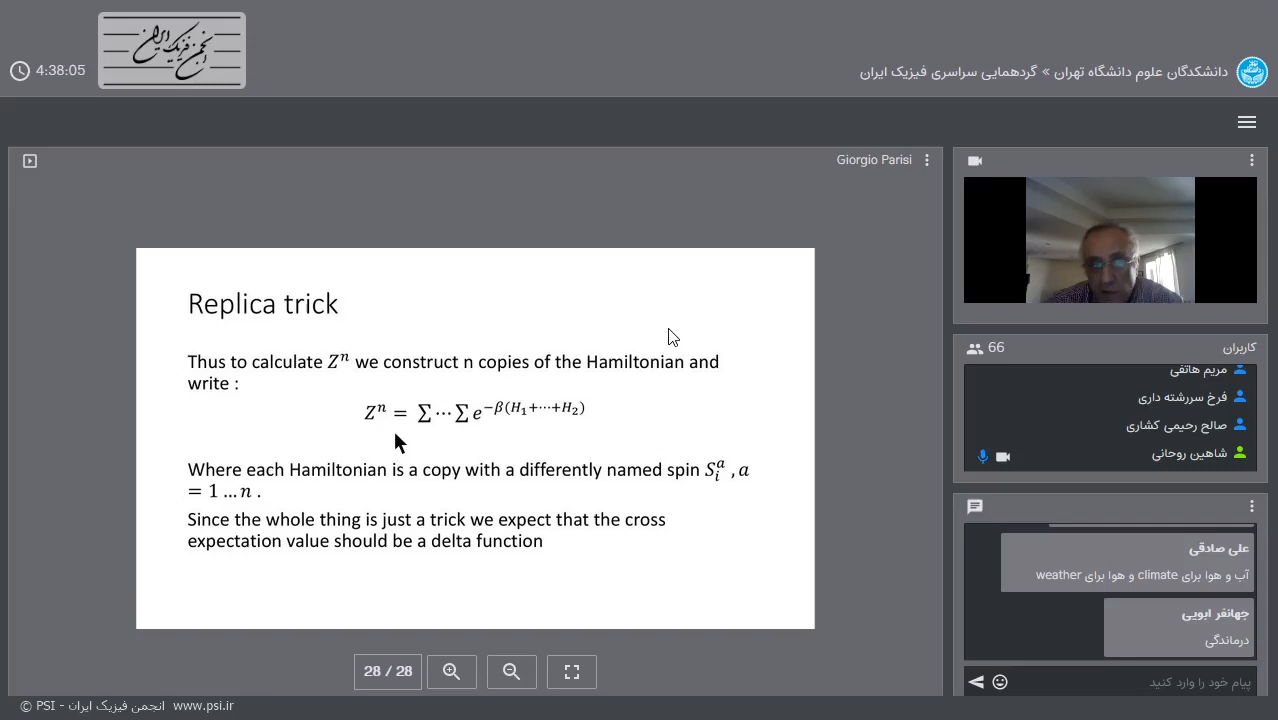 انجمن فیزیک ایران
4:38:05
دانشکدگان علوم دانشگاه تهران » گردهمایی سراسری فیزیک ایران
Giorgio Parisi
Replica trick
Thus to calculate Zⁿ we construct n copies of the Hamiltonian and
write :
Zⁿ = ∑ ⋯ ∑ e^{−β(H₁+⋯+H₂)}
Where each Hamiltonian is a copy with a differently named spin Sᵢᵃ , a
= 1 … n .
Since the whole thing is just a trick we expect that the cross
expectation value should be a delta function
28 / 28
66
کاربران
مریم هاتفی
فرخ سررشته داری
صالح رحیمی کشاری
شاهین روحانی
علی صادقی
آب و هوا برای climate و هوا برای weather
جهانفر ابویی
درماندگی
پیام خود را وارد کنید
© PSI - انجمن فیزیک ایران www.psi.ir